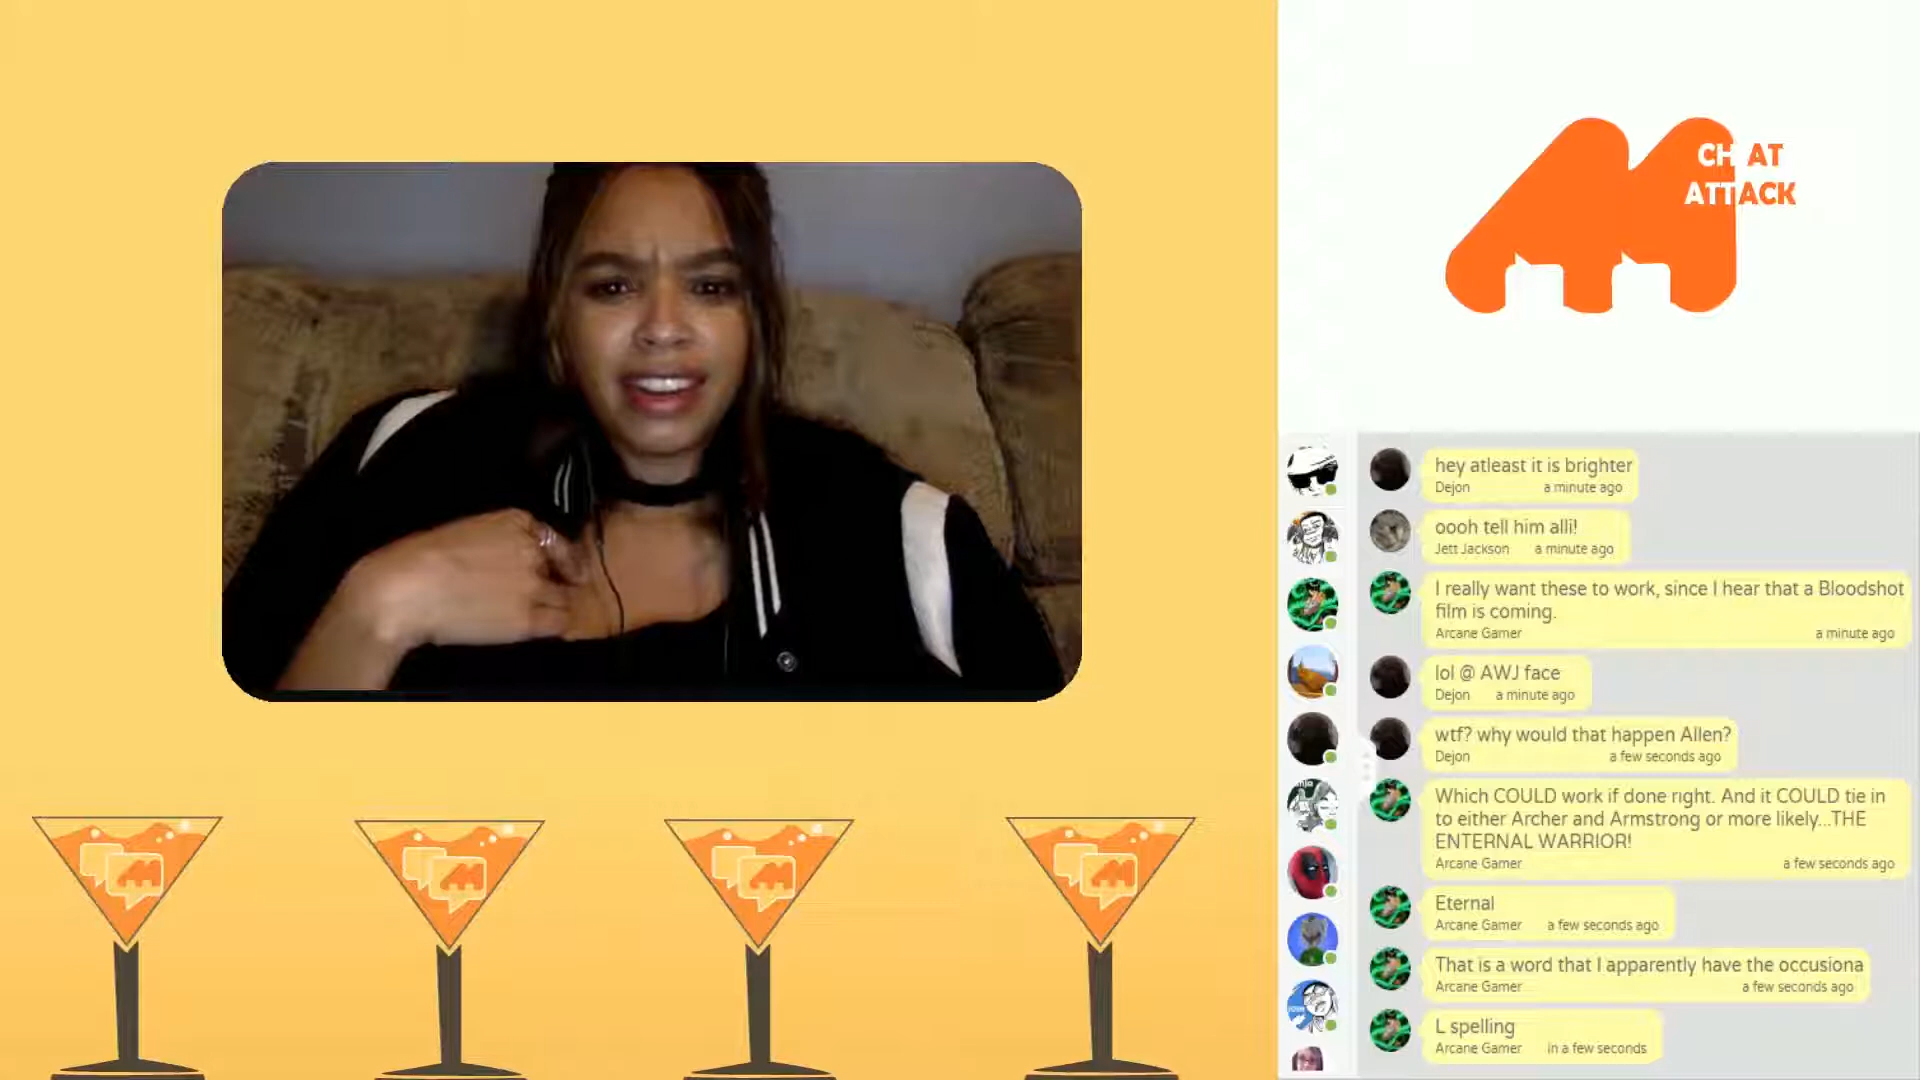 CHAT
ATTACK
hey atleast it is brighter
Dejon a minute ago
oooh tell him alli!
Jett Jackson a minute ago
I really want these to work, since I hear that a Bloodshot
film is coming.
Arcane Gamer a minute ago
lol @ AWJ face
Dejon a minute ago
wtf? why would that happen Allen?
Dejon a few seconds ago
Which COULD work if done right. And it COULD tie in
to either Archer and Armstrong or more likely...THE
ENTERNAL WARRIOR!
Arcane Gamer a few seconds ago
Eternal
Arcane Gamer a few seconds ago
That is a word that I apparently have the occusiona
Arcane Gamer a few seconds ago
L spelling
Arcane Gamer in a few seconds